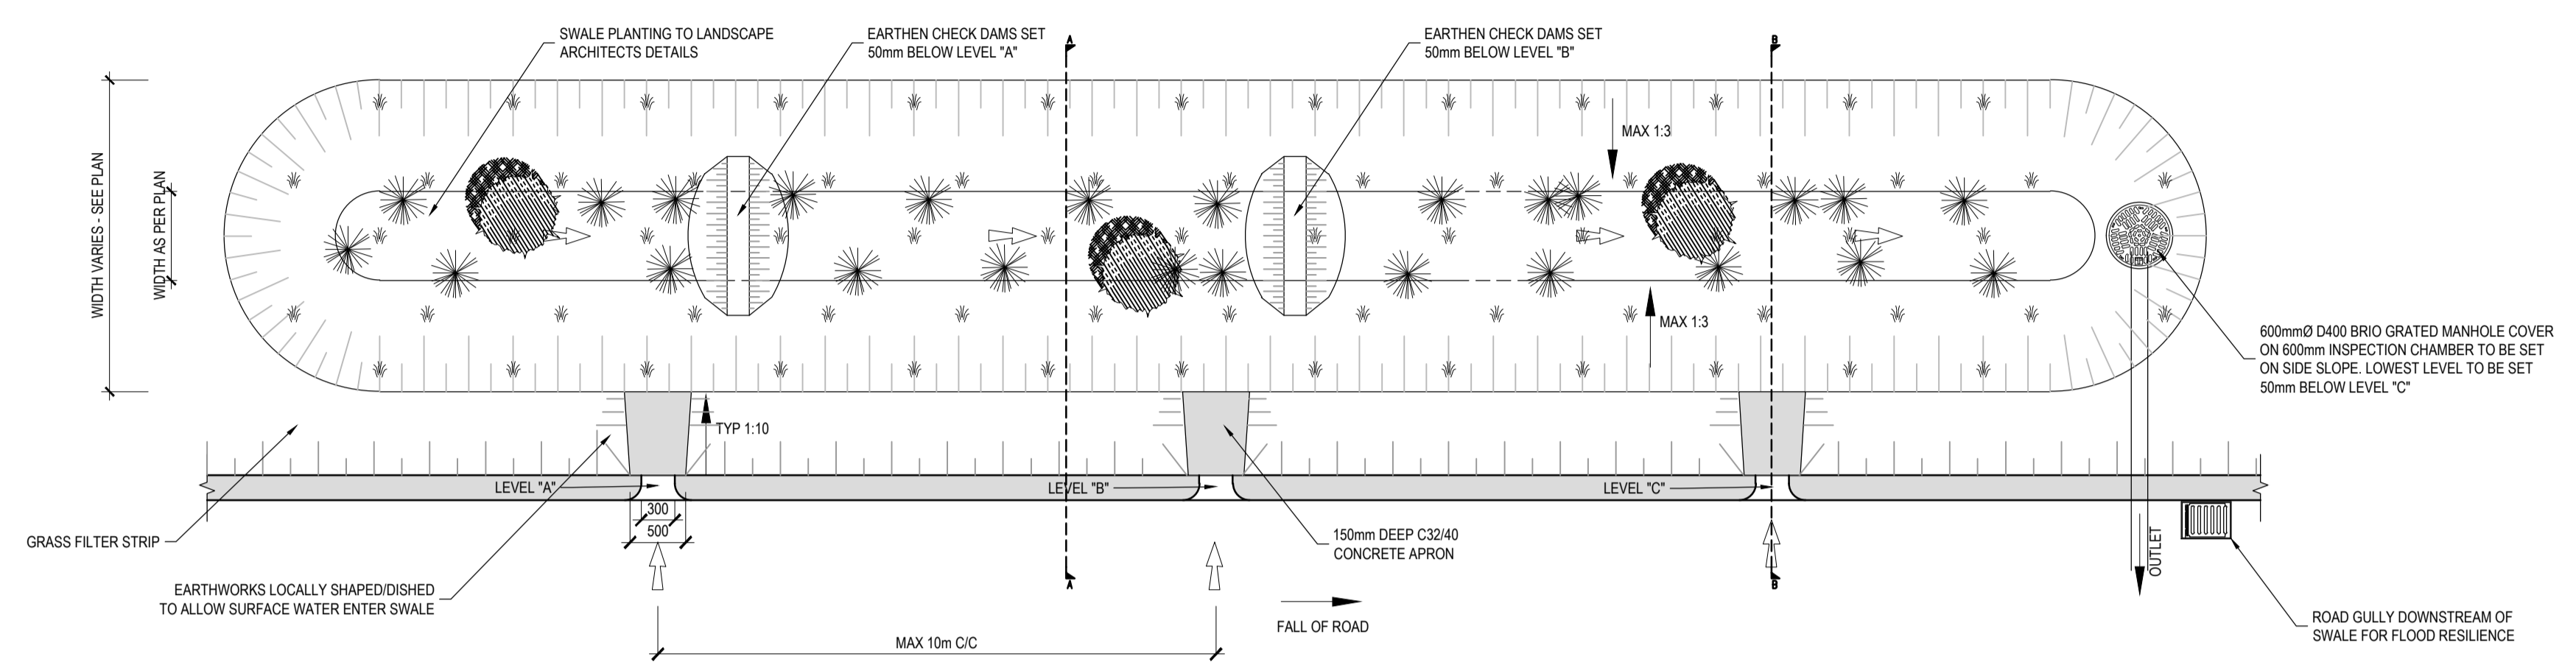 SWALE PLANTING TO LANDSCAPE
ARCHITECTS DETAILS
EARTHEN CHECK DAMS SET
50mm BELOW LEVEL "A"
A
EARTHEN CHECK DAMS SET
50mm BELOW LEVEL "B"
B
WIDTH VARIES - SEE PLAN
WIDTH AS PER PLAN
MAX 1:3
MAX 1:3
600mmØ D400 BRIO GRATED MANHOLE COVER
ON 600mm INSPECTION CHAMBER TO BE SET
ON SIDE SLOPE. LOWEST LEVEL TO BE SET
50mm BELOW LEVEL "C"
TYP 1:10
LEVEL "A"
LEVEL "B"
LEVEL "C"
300
500
GRASS FILTER STRIP
150mm DEEP C32/40
CONCRETE APRON
OUTLET
EARTHWORKS LOCALLY SHAPED/DISHED
TO ALLOW SURFACE WATER ENTER SWALE
A
B
FALL OF ROAD
ROAD GULLY DOWNSTREAM OF
SWALE FOR FLOOD RESILIENCE
MAX 10m C/C